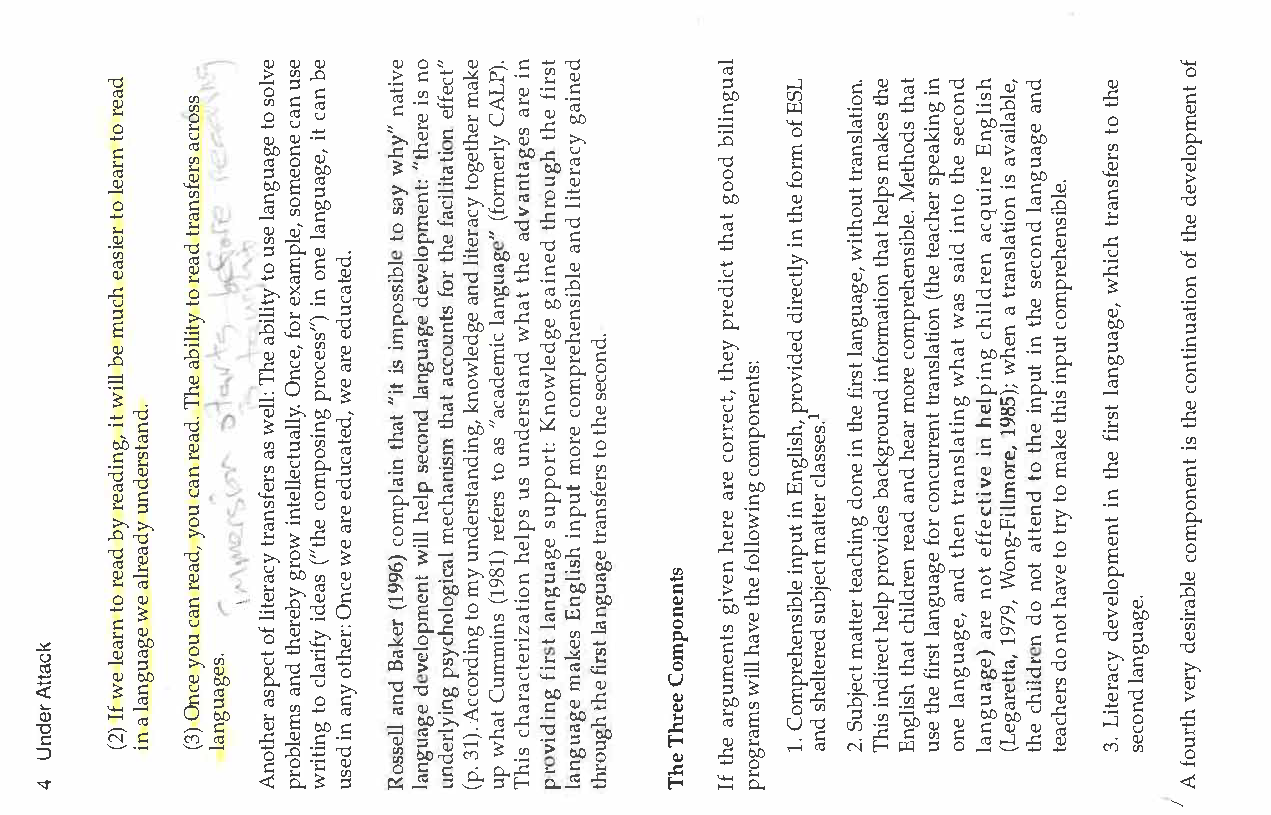 4 Under Attack
(2) If we learn to read by reading, it will be much easier to learn to read
in a language we already understand.
(3) Once you can read, you can read. The ability to read transfers across
languages.
immersion starts before reading
Another aspect of literacy transfers as well: The ability to use language to solve
problems and thereby grow intellectually. Once, for example, someone can use
writing to clarify ideas ("the composing process") in one language, it can be
used in any other: Once we are educated, we are educated.
Rossell and Baker (1996) complain that "it is impossible to say why" native
language development will help second language development: "there is no
underlying psychological mechanism that accounts for the facilitation effect"
(p. 31). According to my understanding, knowledge and literacy together make
up what Cummins (1981) refers to as "academic language" (formerly CALP).
This characterization helps us understand what the advantages are in
providing first language support: Knowledge gained through the first
language makes English input more comprehensible and literacy gained
through the first language transfers to the second.
The Three Components
If the arguments given here are correct, they predict that good bilingual
programs will have the following components:
1. Comprehensible input in English, provided directly in the form of ESL
and sheltered subject matter classes.1
2. Subject matter teaching done in the first language, without translation.
This indirect help provides background information that helps makes the
English that children read and hear more comprehensible. Methods that
use the first language for concurrent translation (the teacher speaking in
one language, and then translating what was said into the second
language) are not effective in helping children acquire English
(Legaretta, 1979, Wong-Fillmore, 1985); when a translation is available,
the children do not attend to the input in the second language and
teachers do not have to try to make this input comprehensible.
3. Literacy development in the first language, which transfers to the
second language.
A fourth very desirable component is the continuation of the development of